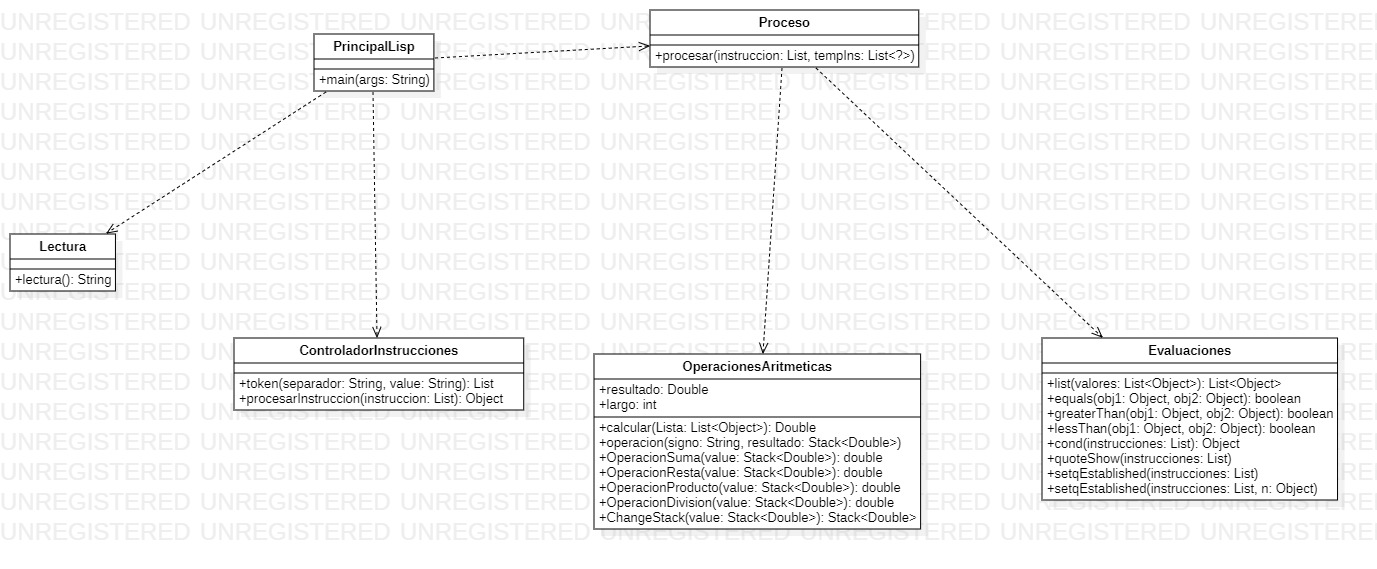 PrincipalLisp
+main(args: String)
Proceso
+procesar(instruccion: List, tempIns: List<?>)
Lectura
+lectura(): String
ControladorInstrucciones
+token(separador: String, value: String): List
+procesarInstruccion(instruccion: List): Object
OperacionesAritmeticas
+resultado: Double
+largo: int
+calcular(Lista: List<Object>): Double
+operacion(signo: String, resultado: Stack<Double>)
+OperacionSuma(value: Stack<Double>): double
+OperacionResta(value: Stack<Double>): double
+OperacionProducto(value: Stack<Double>): double
+OperacionDivision(value: Stack<Double>): double
+ChangeStack(value: Stack<Double>): Stack<Double>
Evaluaciones
+list(valores: List<Object>): List<Object>
+equals(obj1: Object, obj2: Object): boolean
+greaterThan(obj1: Object, obj2: Object): boolean
+lessThan(obj1: Object, obj2: Object): boolean
+cond(instrucciones: List): Object
+quoteShow(instrucciones: List)
+setqEstablished(instrucciones: List)
+setqEstablished(instrucciones: List, n: Object)
UNREGISTERED